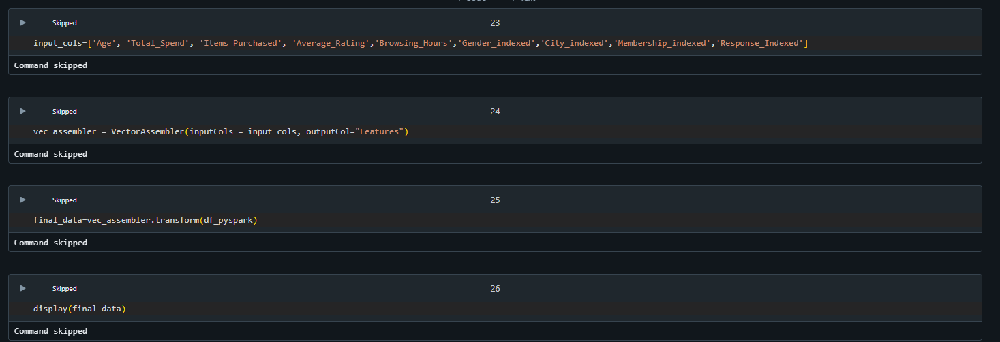 Skipped 23
input_cols=['Age', 'Total_Spend', 'Items Purchased', 'Average_Rating','Browsing_Hours','Gender_indexed','City_indexed','Membership_indexed','Response_Indexed']
Command skipped
Skipped 24
vec_assembler = VectorAssembler(inputCols = input_cols, outputCol="Features")
Command skipped
Skipped 25
final_data=vec_assembler.transform(df_pyspark)
Command skipped
Skipped 26
display(final_data)
Command skipped